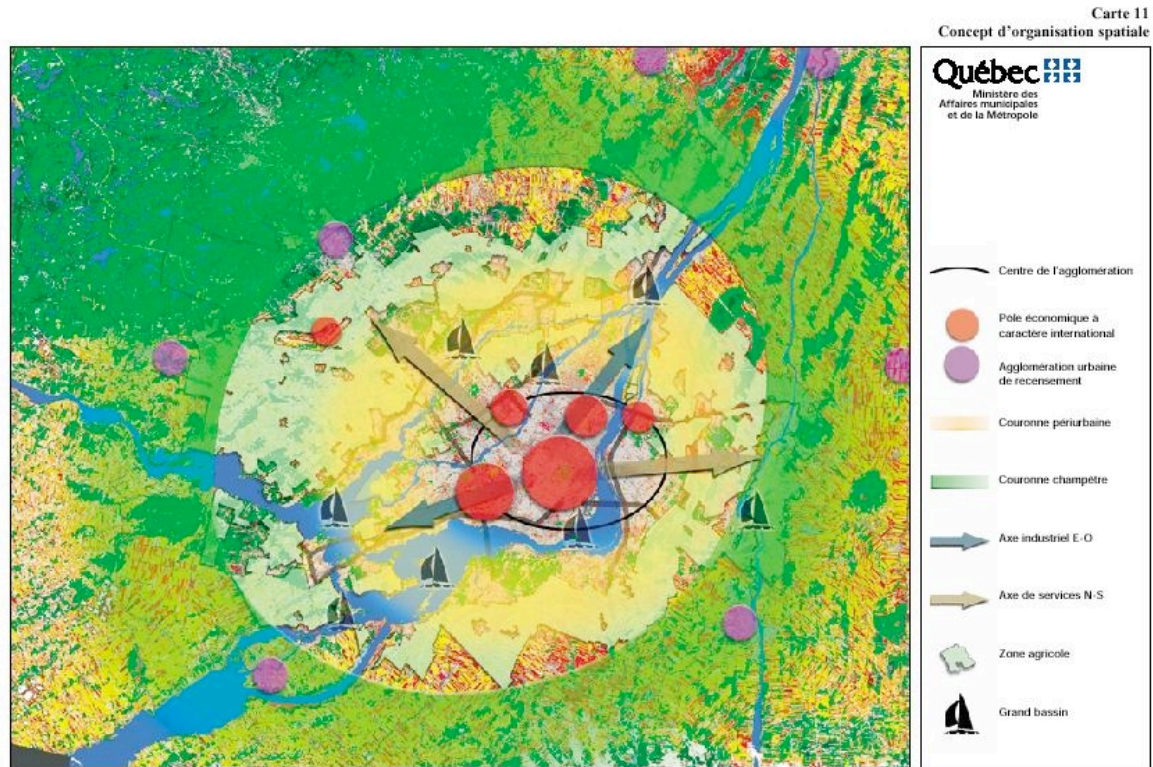 Carte 11
Concept d'organisation spatiale
Québec
Ministère des
Affaires municipales
et de la Métropole
Centre de l'agglomération
Pôle économique à
caractère international
Agglomération urbaine
de recensement
Couronne périurbaine
Couronne champêtre
Axe industriel E-O
Axe de services N-S
Zone agricole
Grand bassin